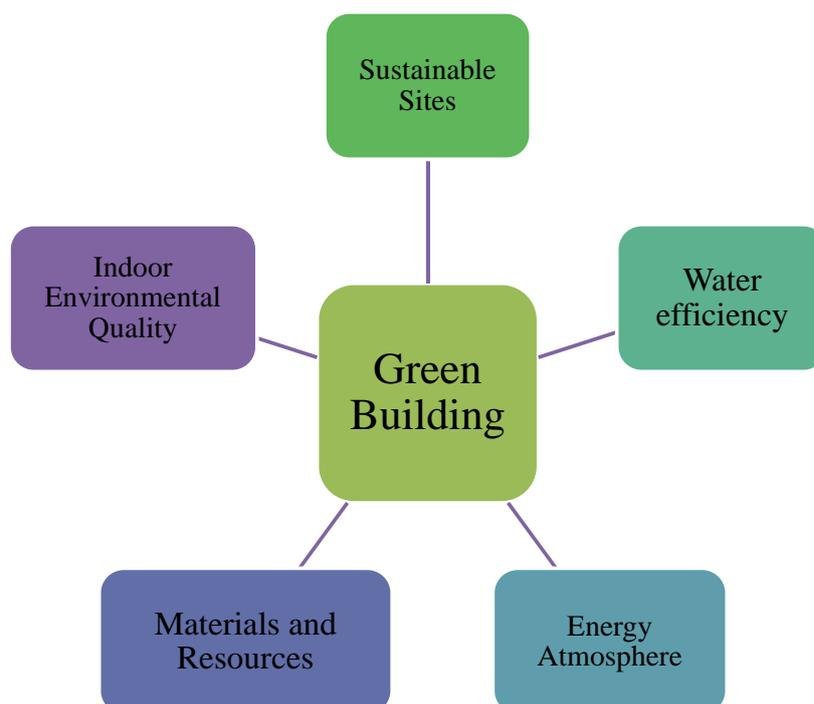 Sustainable
Sites
Indoor
Environmental
Quality
Water
efficiency
Green
Building
Materials and
Resources
Energy
Atmosphere